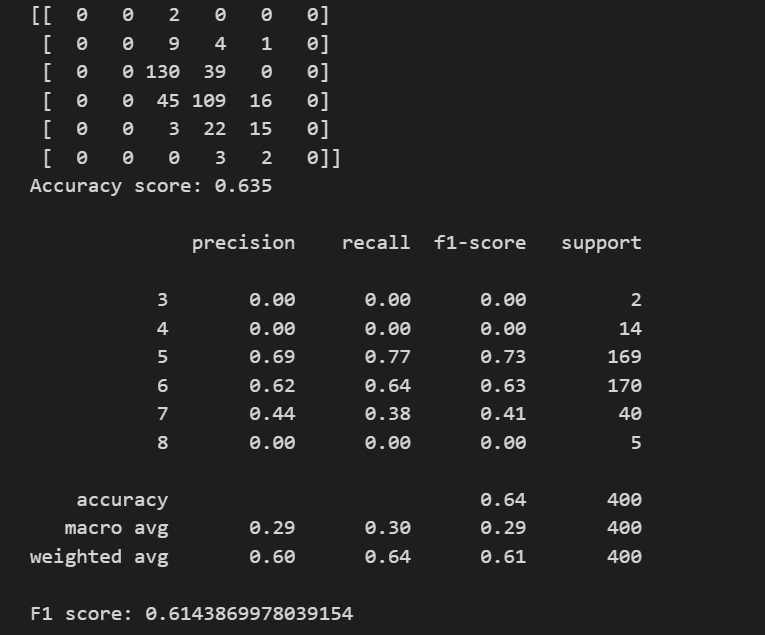 [[  0   0   2   0   0   0]
 [  0   0   9   4   1   0]
 [  0   0 130  39   0   0]
 [  0   0  45 109  16   0]
 [  0   0   3  22  15   0]
 [  0   0   0   3   2   0]]
Accuracy score: 0.635
              precision    recall  f1-score   support
           3       0.00      0.00      0.00         2
           4       0.00      0.00      0.00        14
           5       0.69      0.77      0.73       169
           6       0.62      0.64      0.63       170
           7       0.44      0.38      0.41        40
           8       0.00      0.00      0.00         5
    accuracy                           0.64       400
   macro avg       0.29      0.30      0.29       400
weighted avg       0.60      0.64      0.61       400
F1 score: 0.6143869978039154